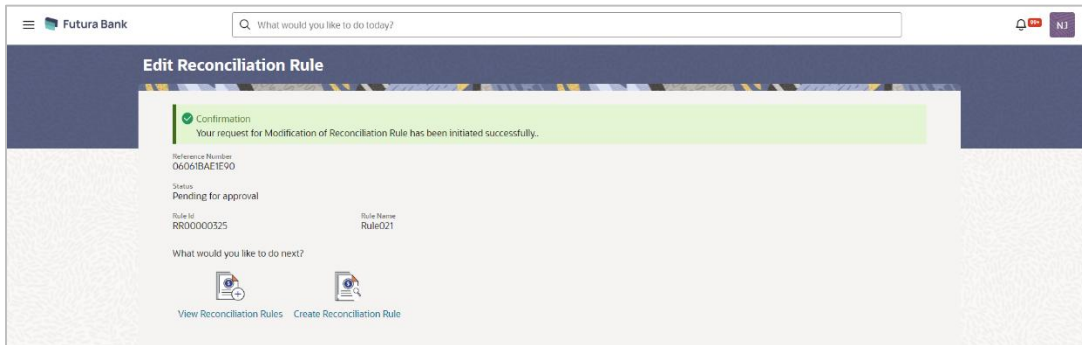 Futura Bank
What would you like to do today?
99+
NJ
Edit Reconciliation Rule
Confirmation
Your request for Modification of Reconciliation Rule has been initiated successfully..
Reference Number
06061BAE1E90
Status
Pending for approval
Rule Id Rule Name
RR00000325 Rule021
What would you like to do next?
View Reconciliation Rules Create Reconciliation Rule